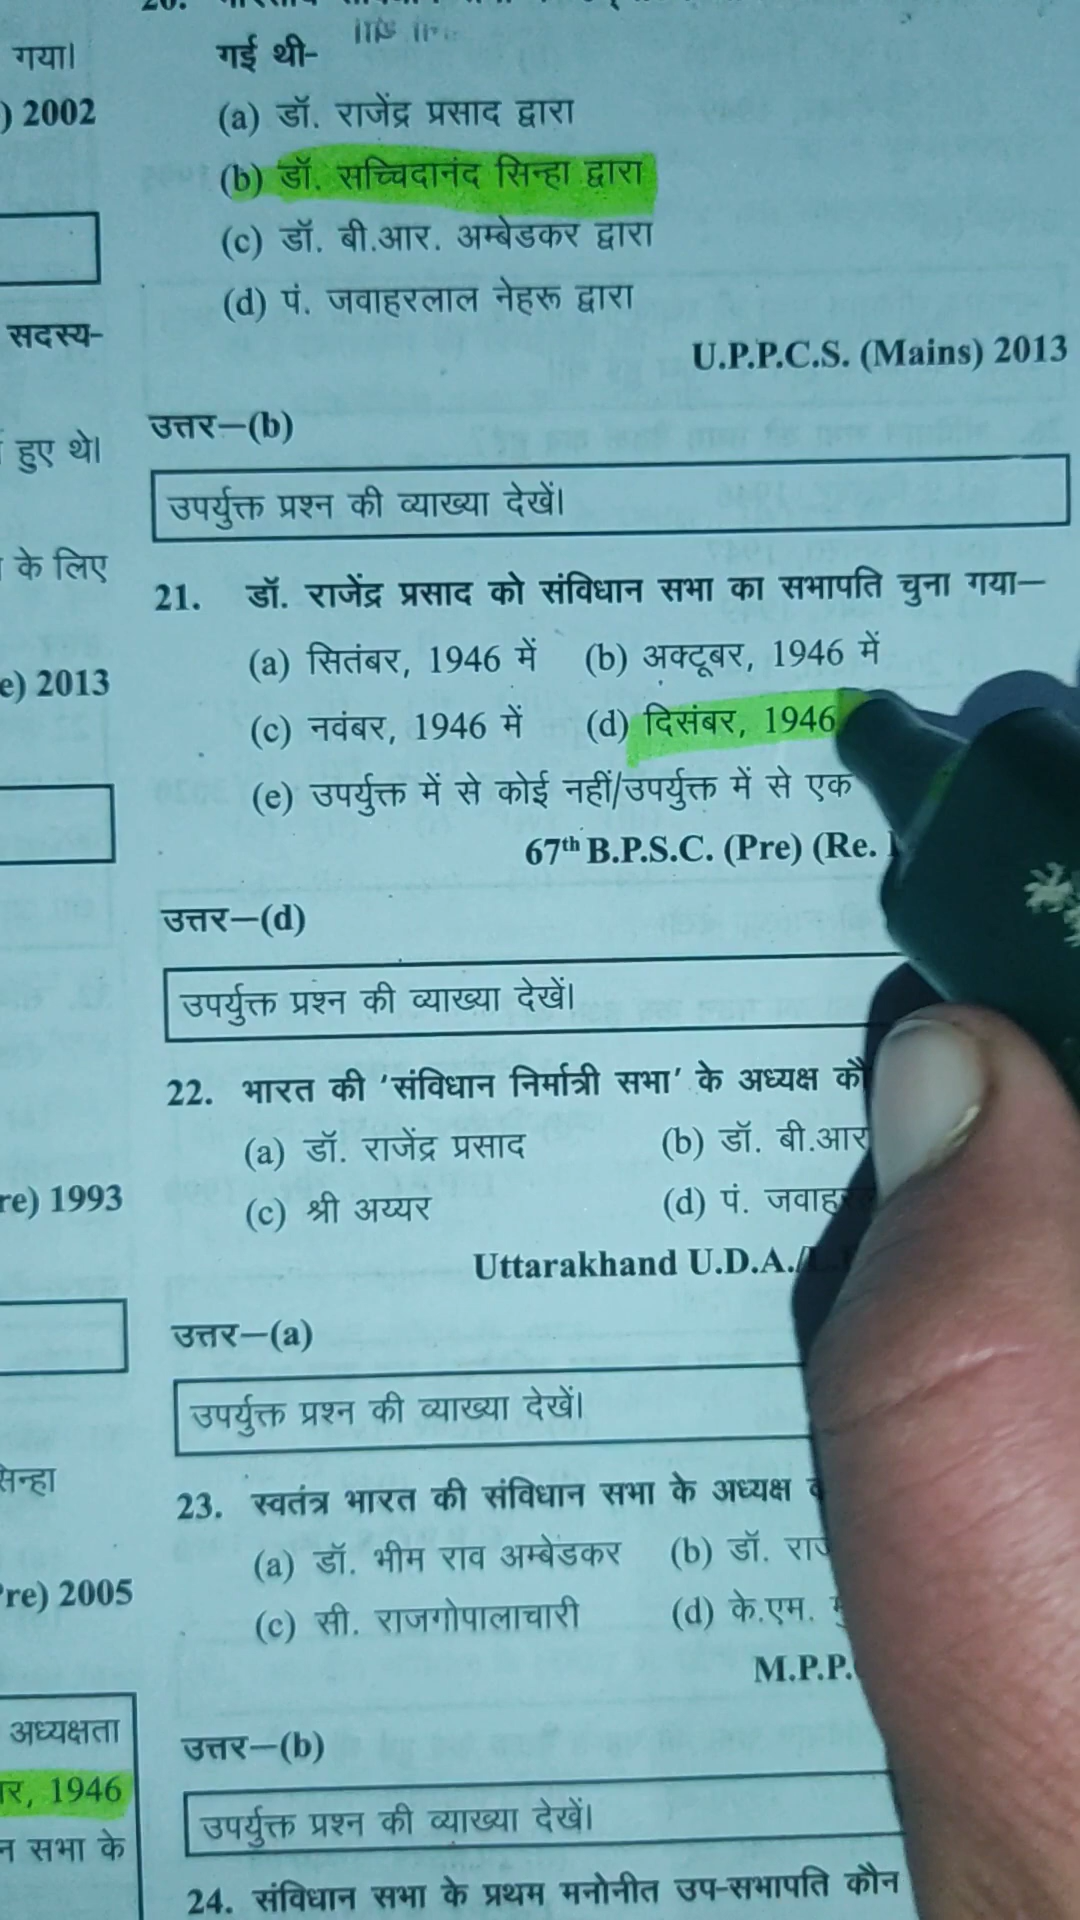 गया।
) 2002
सदस्य-
हुए थे।
के लिए
e) 2013
re) 1993
सिन्हा
re) 2005
अध्यक्षता
1946
सभा के
गई थी-
(a) डॉ. राजेंद्र प्रसाद द्वारा
(b) डॉ. सच्चिदानंद सिन्हा द्वारा
(c) डॉ. बी.आर. अम्बेडकर द्वारा
(d) पं. जवाहरलाल नेहरू द्वारा
U.P.P.C.S. (Mains) 2013
उत्तर—(b)
उपर्युक्त प्रश्न की व्याख्या देखें।
21. डॉ. राजेंद्र प्रसाद को संविधान सभा का सभापति चुना गया—
(a) सितंबर, 1946 में (b) अक्टूबर, 1946 में
(c) नवंबर, 1946 में (d) दिसंबर, 1946
(e) उपर्युक्त में से कोई नहीं/उपर्युक्त में से एक
67th B.P.S.C. (Pre) (Re.
उत्तर—(d)
उपर्युक्त प्रश्न की व्याख्या देखें।
22. भारत की 'संविधान निर्मात्री सभा' के अध्यक्ष
(a) डॉ. राजेंद्र प्रसाद (b) डॉ. बी.आर
(c) श्री अय्यर (d) पं.
Uttarakhand U.D.A./
उत्तर—(a)
उपर्युक्त प्रश्न की व्याख्या देखें।
23. स्वतंत्र भारत की संविधान सभा के अध्यक्ष
(a) डॉ. भीम राव अम्बेडकर (b) डॉ.
(c) सी. राजगोपालाचारी (d) के.एम.
M.P.P.
उत्तर—(b)
उपर्युक्त प्रश्न की व्याख्या देखें।
24. संविधान सभा के प्रथम मनोनीत उप-सभापति कौन